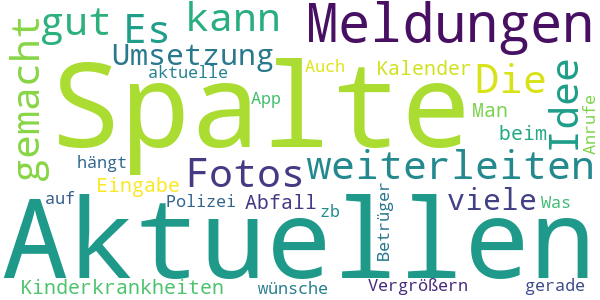 gut Es kann Meldungen
gemacht
Umsetzung
aktuelle
Auch
Kalender
Die
Idee
Anrufe
Spalte
App
Man
beim
hängt
Fotos
weiterleiten
Eingabe
auf
Polizei
Abfall
zb
Betrüger
viele
Was
Aktuellen
Kinderkrankheiten
wünsche
Vergrößern
gerade